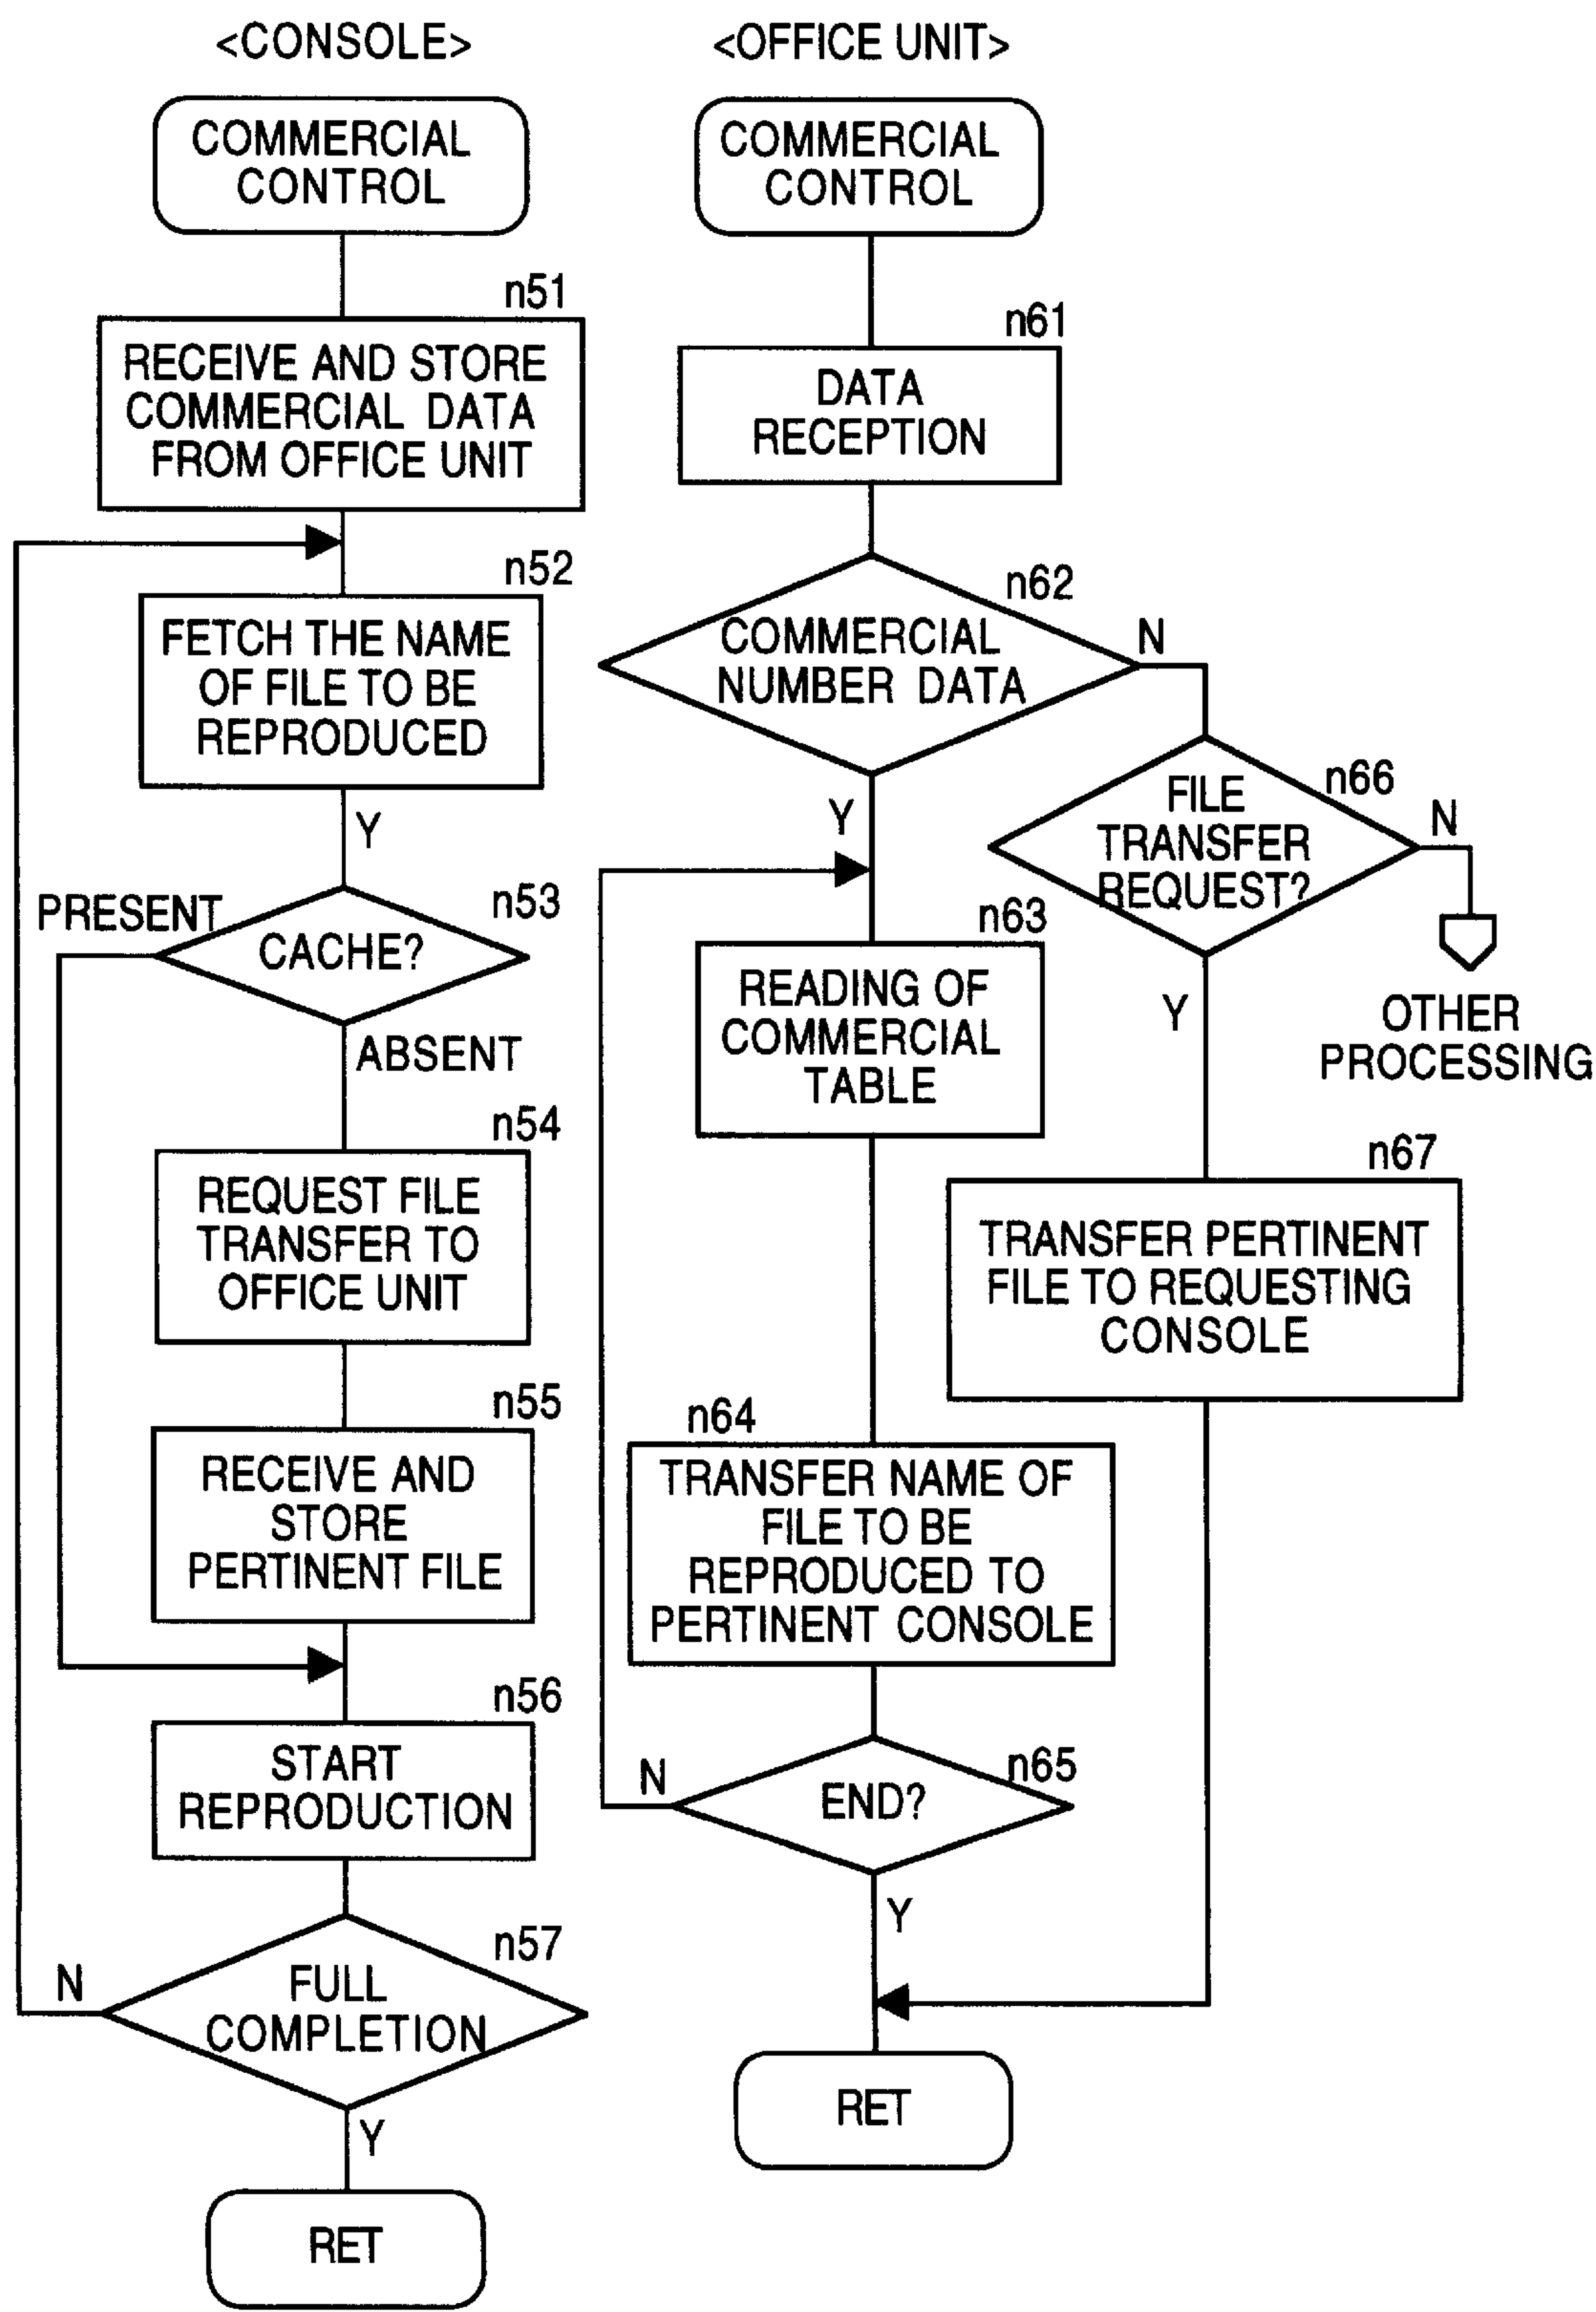 <CONSOLE>
COMMERCIAL
CONTROL
n51
RECEIVE AND STORE
COMMERCIAL DATA
FROM OFFICE UNIT
n52
FETCH THE NAME
OF FILE TO BE
REPRODUCED
Y
n53
PRESENT
CACHE?
ABSENT
n54
REQUEST FILE
TRANSFER TO
OFFICE UNIT
n55
RECEIVE AND
STORE
PERTINENT FILE
n56
START
REPRODUCTION
n57
N
FULL
COMPLETION
Y
RET
<OFFICE UNIT>
COMMERCIAL
CONTROL
n61
DATA
RECEPTION
n62
COMMERCIAL
NUMBER DATA
N
Y
n63
READING OF
COMMERCIAL
TABLE
n64
TRANSFER NAME OF
FILE TO BE
REPRODUCED TO
PERTINENT CONSOLE
n65
N
END?
Y
RET
n66
FILE
TRANSFER
REQUEST?
N
Y
OTHER
PROCESSING
n67
TRANSFER PERTINENT
FILE TO REQUESTING
CONSOLE